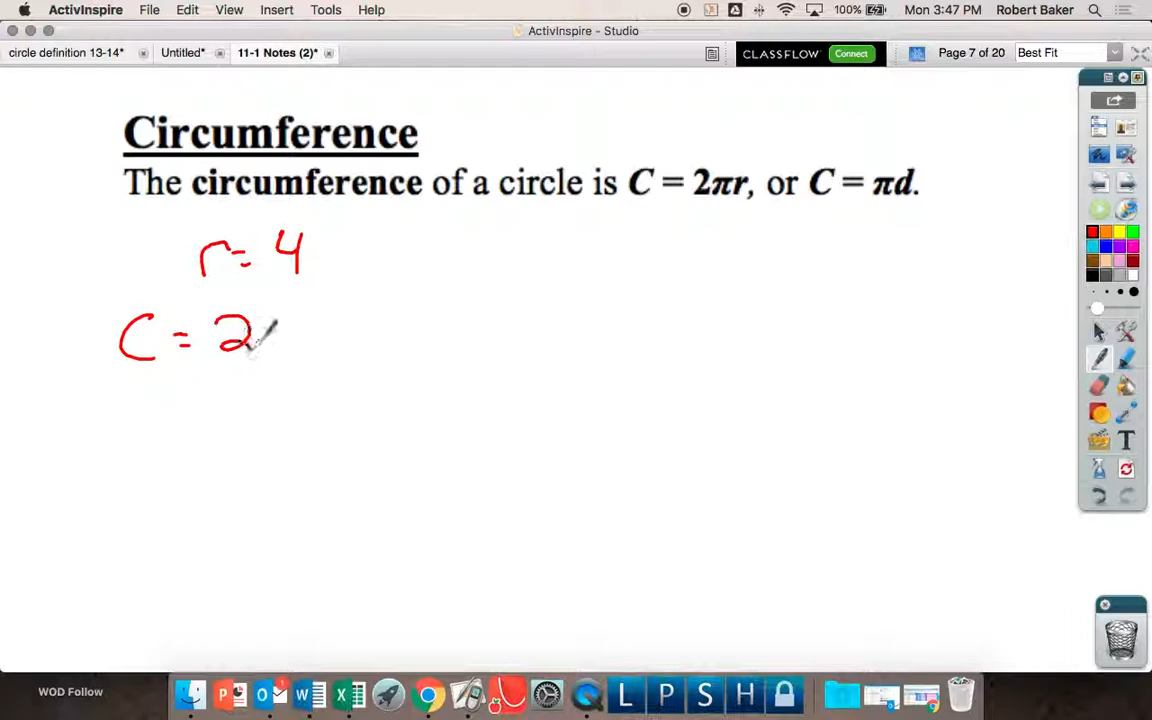 ActivInspire File Edit View Insert Tools Help 100% Mon 3:47 PM Robert Baker
ActivInspire - Studio
circle definition 13-14* Untitled* 11-1 Notes (2)* CLASSFLOW Connect Page 7 of 20 Best Fit
Circumference
The circumference of a circle is C = 2πr, or C = πd.
r = 4
C = 2
T
WOD Follow
P O 1 W X L P S H